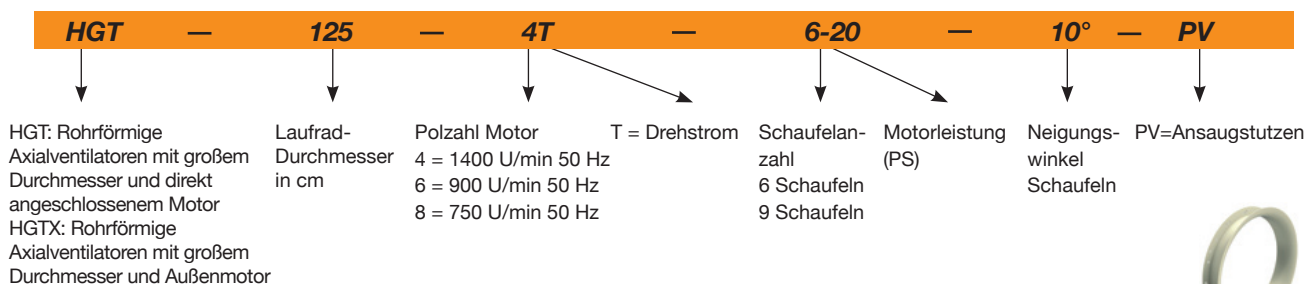 HGT — 125 — 4T — 6-20 — 10° — PV
HGT: Rohrförmige
Axialventilatoren mit großem
Durchmesser und direkt
angeschlossenem Motor
HGTX: Rohrförmige
Axialventilatoren mit großem
Durchmesser und Außenmotor
Laufrad-
Durchmesser
in cm
Polzahl Motor
4 = 1400 U/min 50 Hz
6 = 900 U/min 50 Hz
8 = 750 U/min 50 Hz
T = Drehstrom
Schaufelan-
zahl
6 Schaufeln
9 Schaufeln
Motorleistung
(PS)
Neigungs-
winkel
Schaufeln
PV=Ansaugstutzen